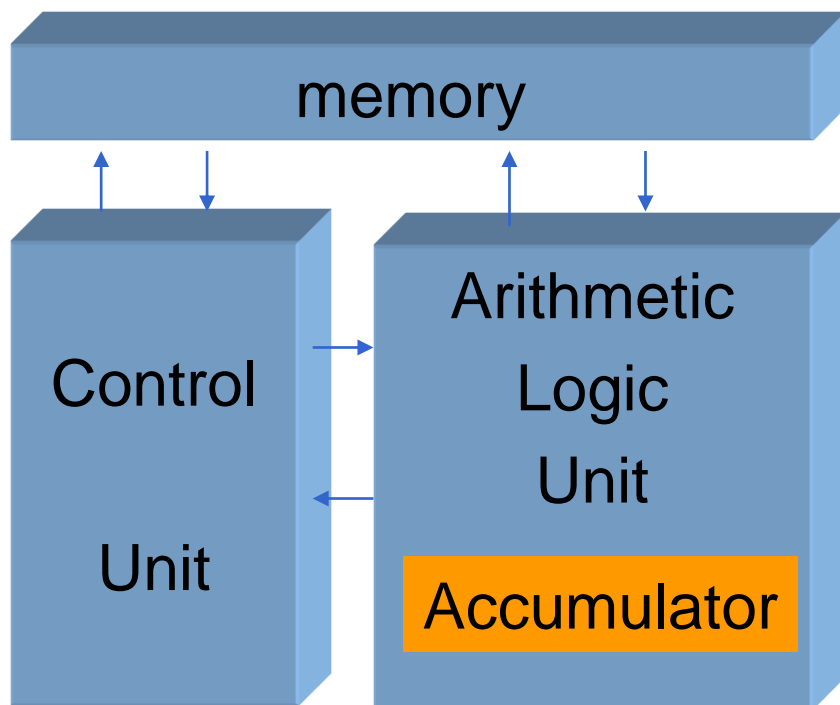 memory
Control
Unit
Arithmetic
Logic
Unit
Accumulator